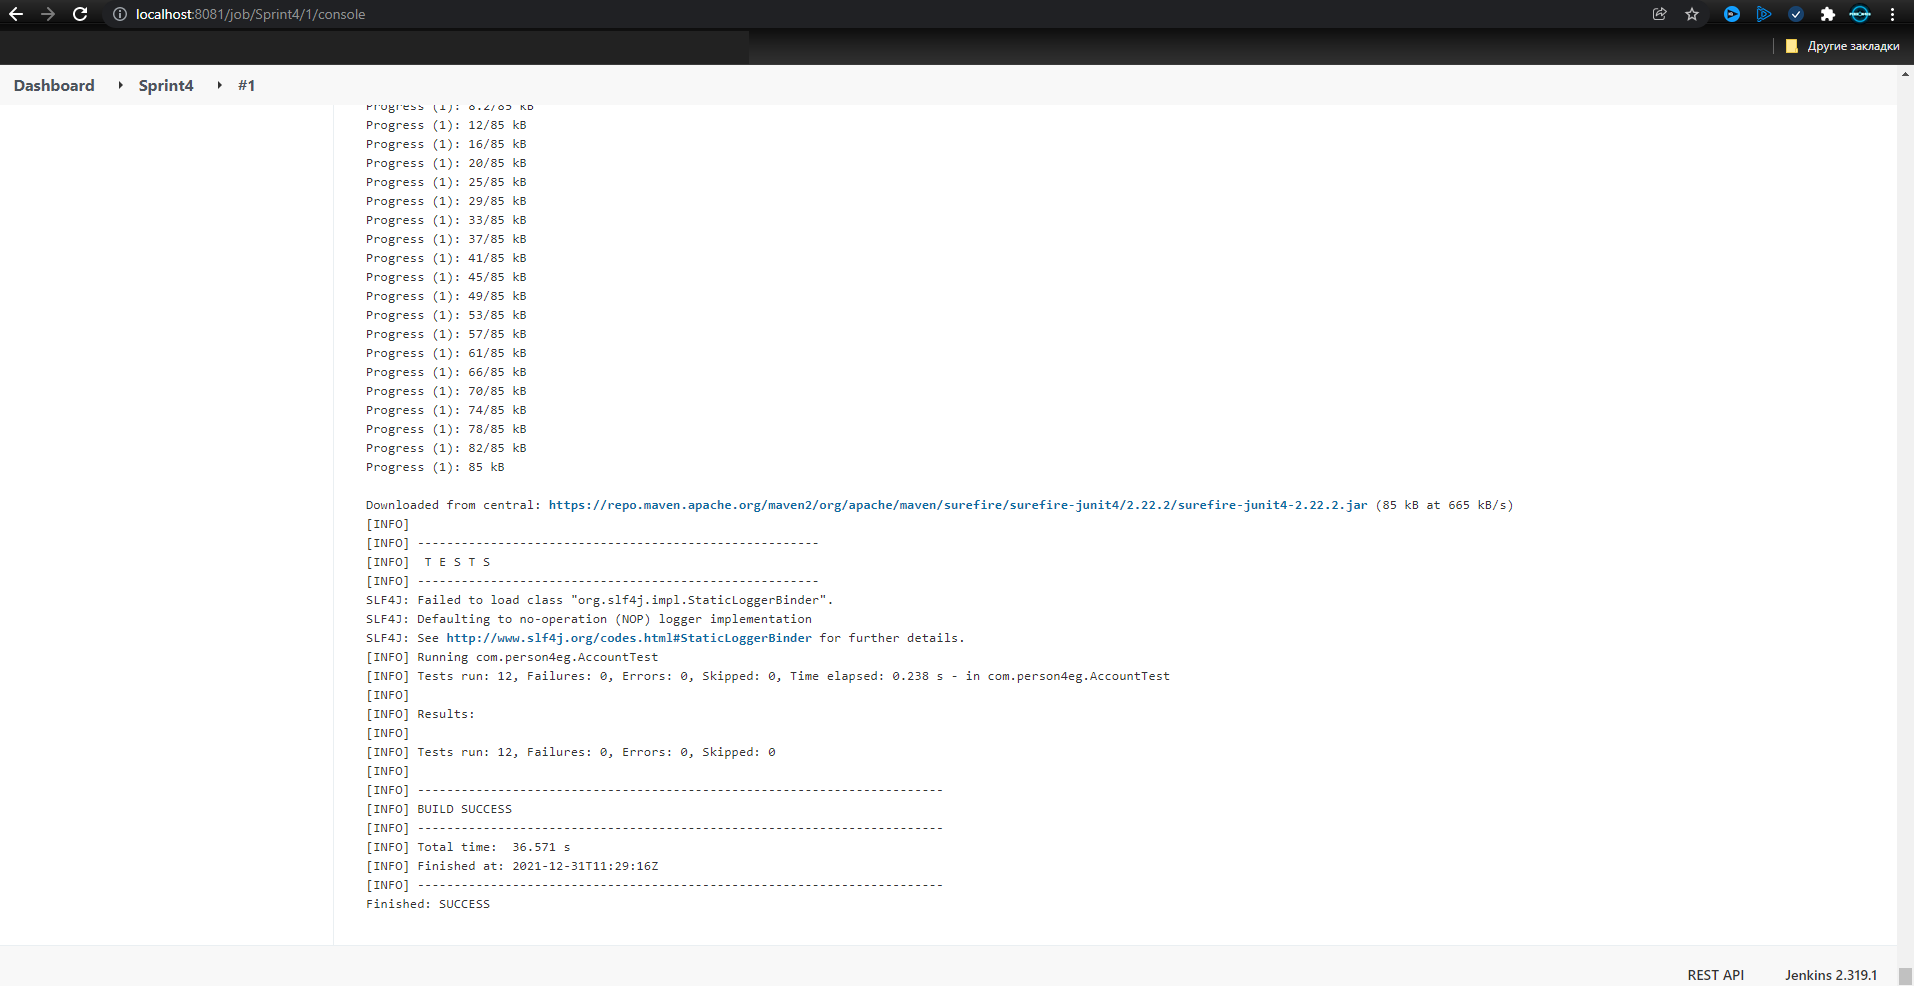 localhost:8081/job/Sprint4/1/console
Другие закладки
Dashboard Sprint4 #1
Progress (1): 8.2/85 kB
Progress (1): 12/85 kB
Progress (1): 16/85 kB
Progress (1): 20/85 kB
Progress (1): 25/85 kB
Progress (1): 29/85 kB
Progress (1): 33/85 kB
Progress (1): 37/85 kB
Progress (1): 41/85 kB
Progress (1): 45/85 kB
Progress (1): 49/85 kB
Progress (1): 53/85 kB
Progress (1): 57/85 kB
Progress (1): 61/85 kB
Progress (1): 66/85 kB
Progress (1): 70/85 kB
Progress (1): 74/85 kB
Progress (1): 78/85 kB
Progress (1): 82/85 kB
Progress (1): 85 kB
Downloaded from central: https://repo.maven.apache.org/maven2/org/apache/maven/surefire/surefire-junit4/2.22.2/surefire-junit4-2.22.2.jar (85 kB at 665 kB/s)
[INFO]
[INFO] -------------------------------------------------------
[INFO]  T E S T S
[INFO] -------------------------------------------------------
SLF4J: Failed to load class "org.slf4j.impl.StaticLoggerBinder".
SLF4J: Defaulting to no-operation (NOP) logger implementation
SLF4J: See http://www.slf4j.org/codes.html#StaticLoggerBinder for further details.
[INFO] Running com.person4eg.AccountTest
[INFO] Tests run: 12, Failures: 0, Errors: 0, Skipped: 0, Time elapsed: 0.238 s - in com.person4eg.AccountTest
[INFO]
[INFO] Results:
[INFO]
[INFO] Tests run: 12, Failures: 0, Errors: 0, Skipped: 0
[INFO]
[INFO] ------------------------------------------------------------------------
[INFO] BUILD SUCCESS
[INFO] ------------------------------------------------------------------------
[INFO] Total time:  36.571 s
[INFO] Finished at: 2021-12-31T11:29:16Z
[INFO] ------------------------------------------------------------------------
Finished: SUCCESS
REST API Jenkins 2.319.1